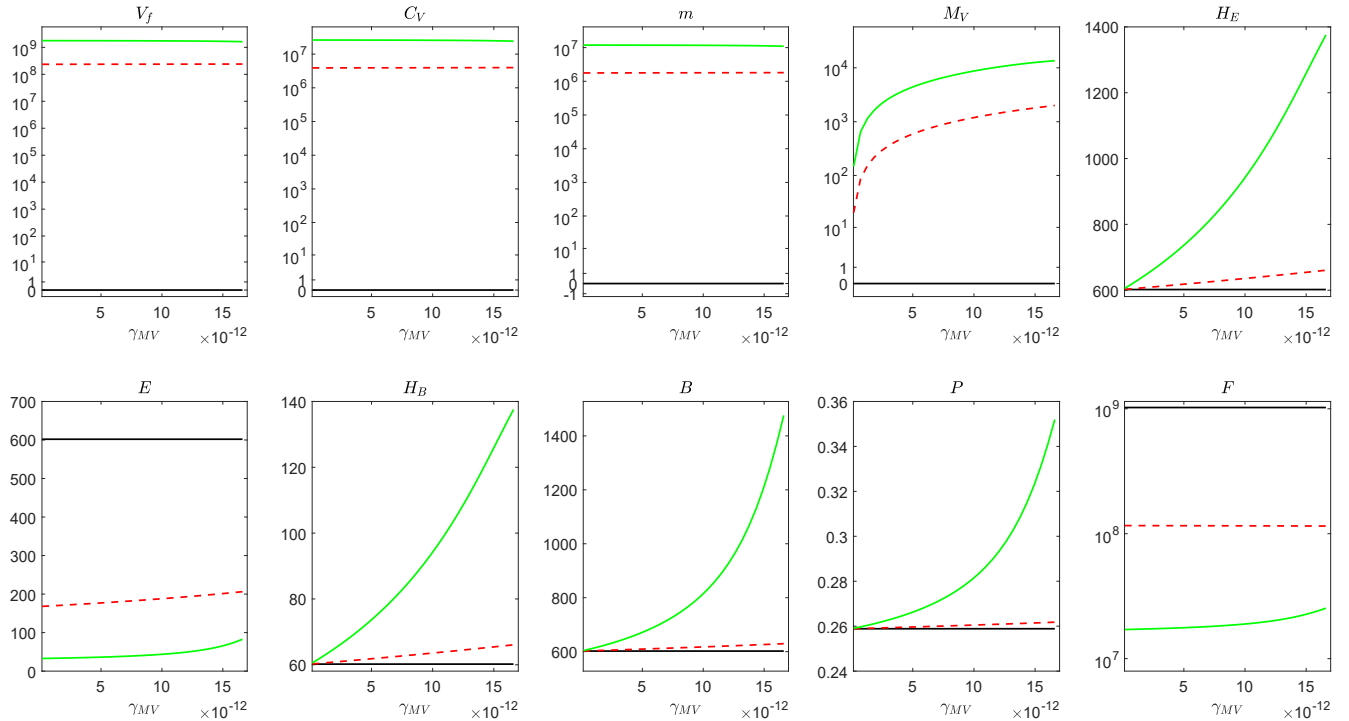 V_f
10^9
10^8
10^7
10^6
10^5
10^4
10^3
10^2
10^1
1
0
5 10 15
γ_MV ×10^-12
C_V
10^7
10^6
10^5
10^4
10^3
10^2
10^1
1
0
5 10 15
γ_MV ×10^-12
m
10^7
10^6
10^5
10^4
10^3
10^2
10^1
1
0
-1
5 10 15
γ_MV ×10^-12
M_V
10^4
10^3
10^2
10^1
1
0
5 10 15
γ_MV ×10^-12
H_E
1400
1200
1000
800
600
5 10 15
γ_MV ×10^-12
E
700
600
500
400
300
200
100
0
5 10 15
γ_MV ×10^-12
H_B
140
120
100
80
60
5 10 15
γ_MV ×10^-12
B
1400
1200
1000
800
600
5 10 15
γ_MV ×10^-12
P
0.36
0.34
0.32
0.3
0.28
0.26
0.24
5 10 15
γ_MV ×10^-12
F
10^9
10^8
10^7
5 10 15
γ_MV ×10^-12